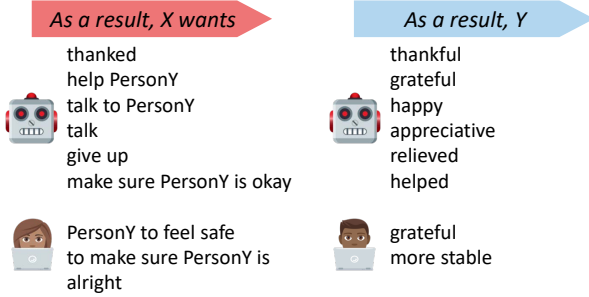 As a result, X wants
thanked
help PersonY
talk to PersonY
talk
give up
make sure PersonY is okay
PersonY to feel safe
to make sure PersonY is
alright
As a result, Y
thankful
grateful
happy
appreciative
relieved
helped
grateful
more stable